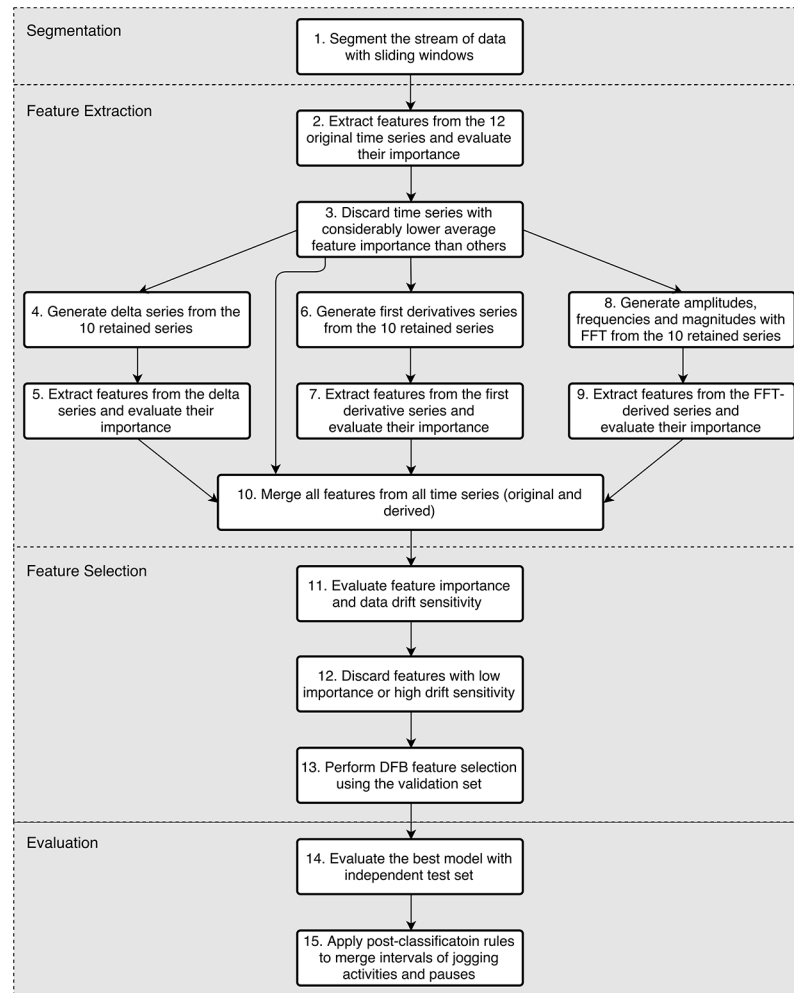 Segmentation
1. Segment the stream of data
with sliding windows
Feature Extraction
2. Extract features from the 12
original time series and evaluate
their importance
3. Discard time series with
considerably lower average
feature importance than others
4. Generate delta series from the
10 retained series
5. Extract features from the delta
series and evaluate their
importance
6. Generate first derivatives series
from the 10 retained series
7. Extract features from the first
derivative series and
evaluate their importance
8. Generate amplitudes,
frequencies and magnitudes with
FFT from the 10 retained series
9. Extract features from the FFT-
derived series and
evaluate their importance
10. Merge all features from all time series (original and
derived)
Feature Selection
11. Evaluate feature importance
and data drift sensitivity
12. Discard features with low
importance or high drift sensitivity
13. Perform DFB feature selection
using the validation set
Evaluation
14. Evaluate the best model with
independent test set
15. Apply post-classificatoin rules
to merge intervals of jogging
activities and pauses